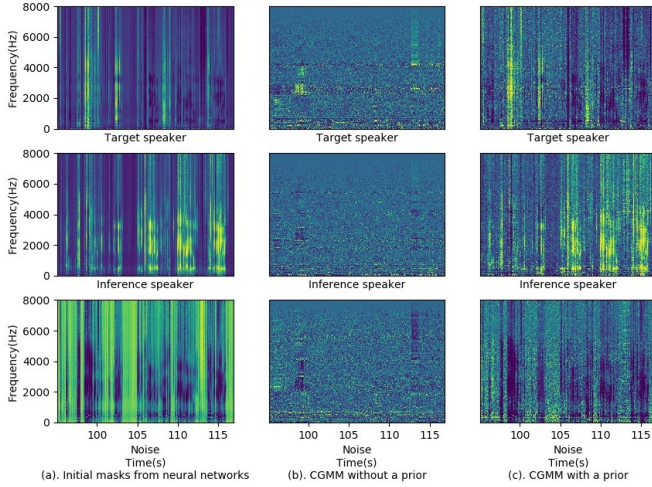 8000
6000
4000
2000
0
Frequency(Hz)
Target speaker
Target speaker
Target speaker
8000
6000
4000
2000
0
Frequency(Hz)
Inference speaker
Inference speaker
Inference speaker
8000
6000
4000
2000
0
Frequency(Hz)
100 105 110 115
100 105 110 115
100 105 110 115
Noise
Time(s)
Noise
Time(s)
Noise
Time(s)
(a). Initial masks from neural networks
(b). CGMM without a prior
(c). CGMM with a prior